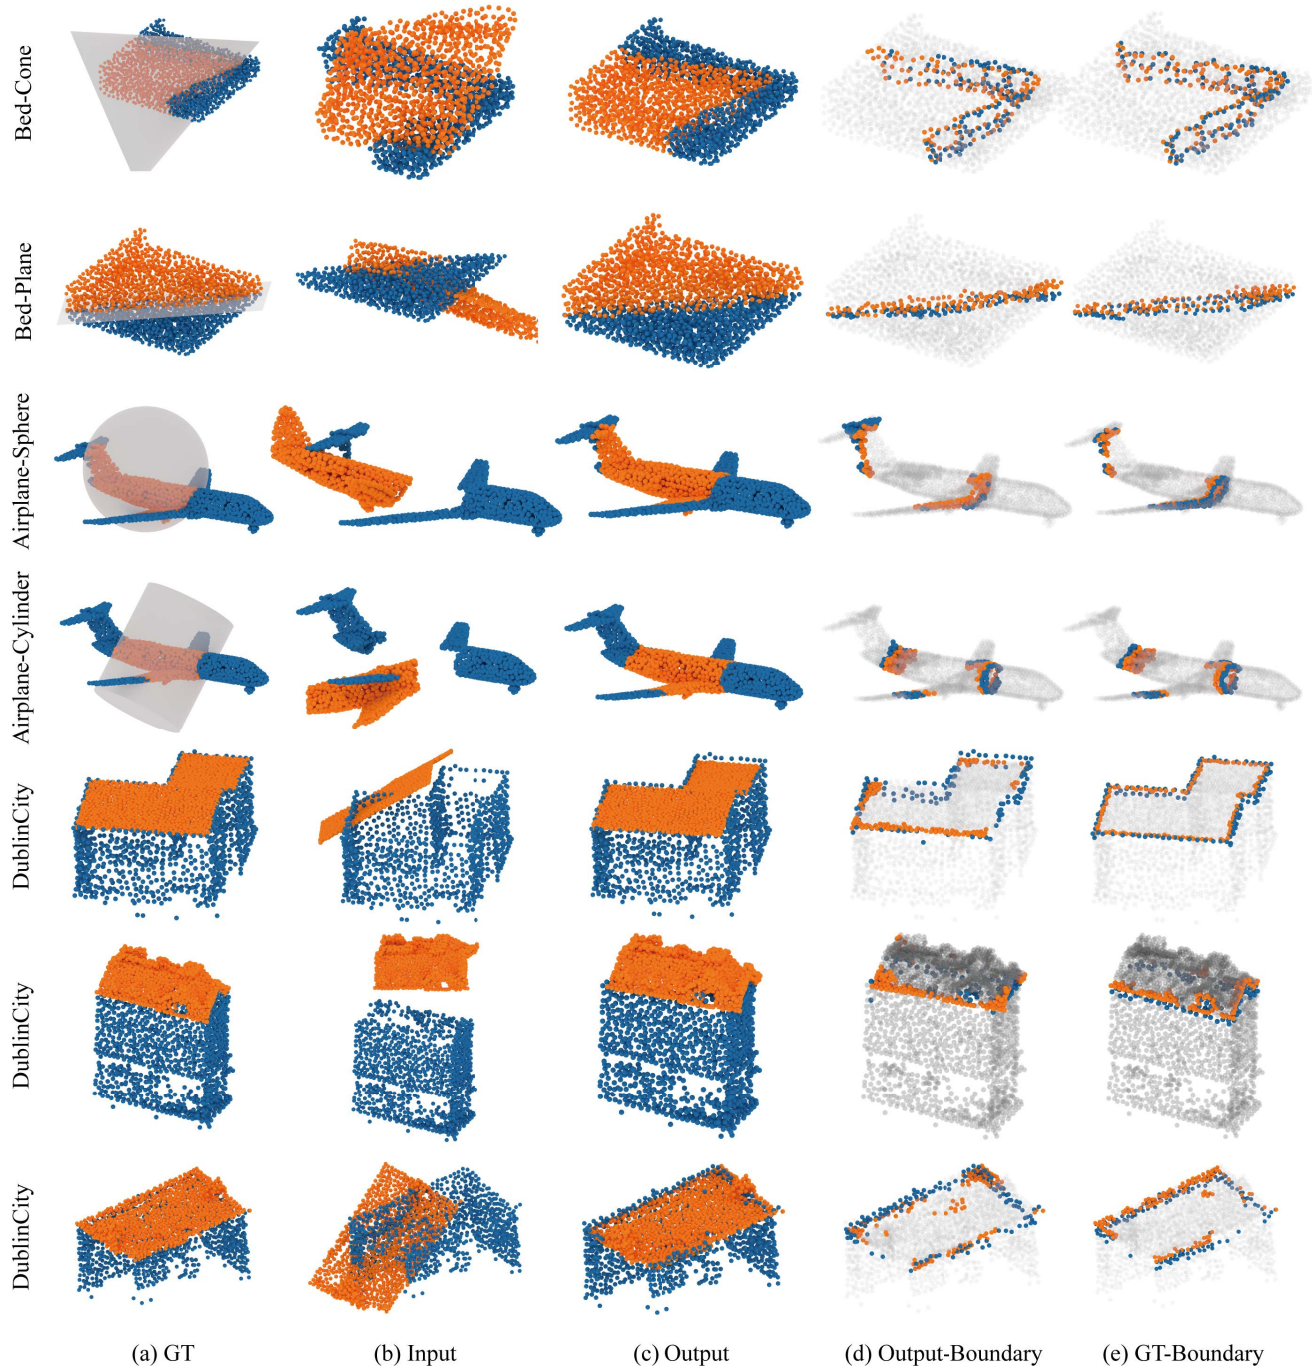 Bed-Cone
Bed-Plane
Airplane-Sphere
Airplane-Cylinder
DublinCity
DublinCity
DublinCity
(a) GT
(b) Input
(c) Output
(d) Output-Boundary
(e) GT-Boundary